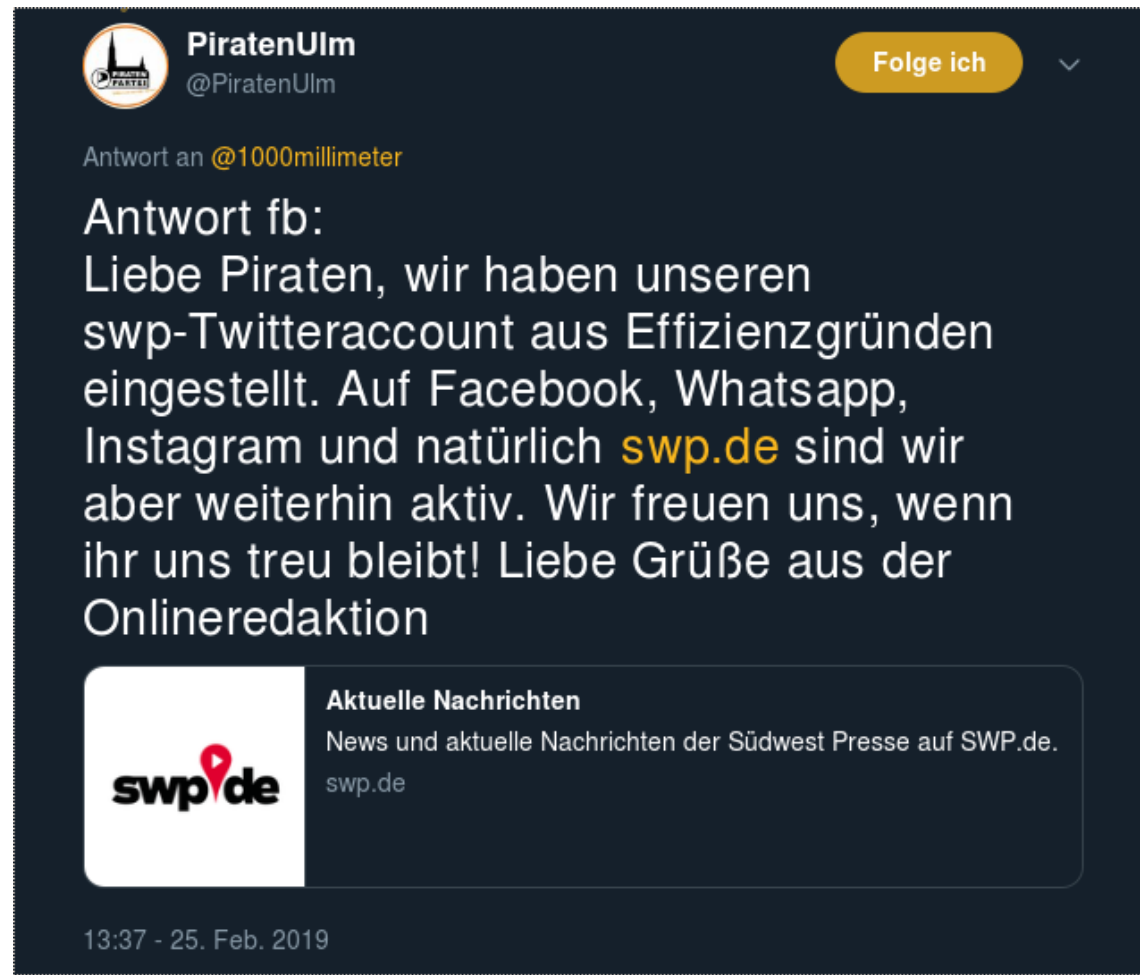 PiratenUlm
@PiratenUlm
Folge ich
PIRATEN
PARTEI
Antwort an @1000millimeter
Antwort fb:
Liebe Piraten, wir haben unseren
swp-Twitteraccount aus Effizienzgründen
eingestellt. Auf Facebook, Whatsapp,
Instagram und natürlich swp.de sind wir
aber weiterhin aktiv. Wir freuen uns, wenn
ihr uns treu bleibt! Liebe Grüße aus der
Onlineredaktion
swp de
Aktuelle Nachrichten
News und aktuelle Nachrichten der Südwest Presse auf SWP.de.
swp.de
13:37 - 25. Feb. 2019